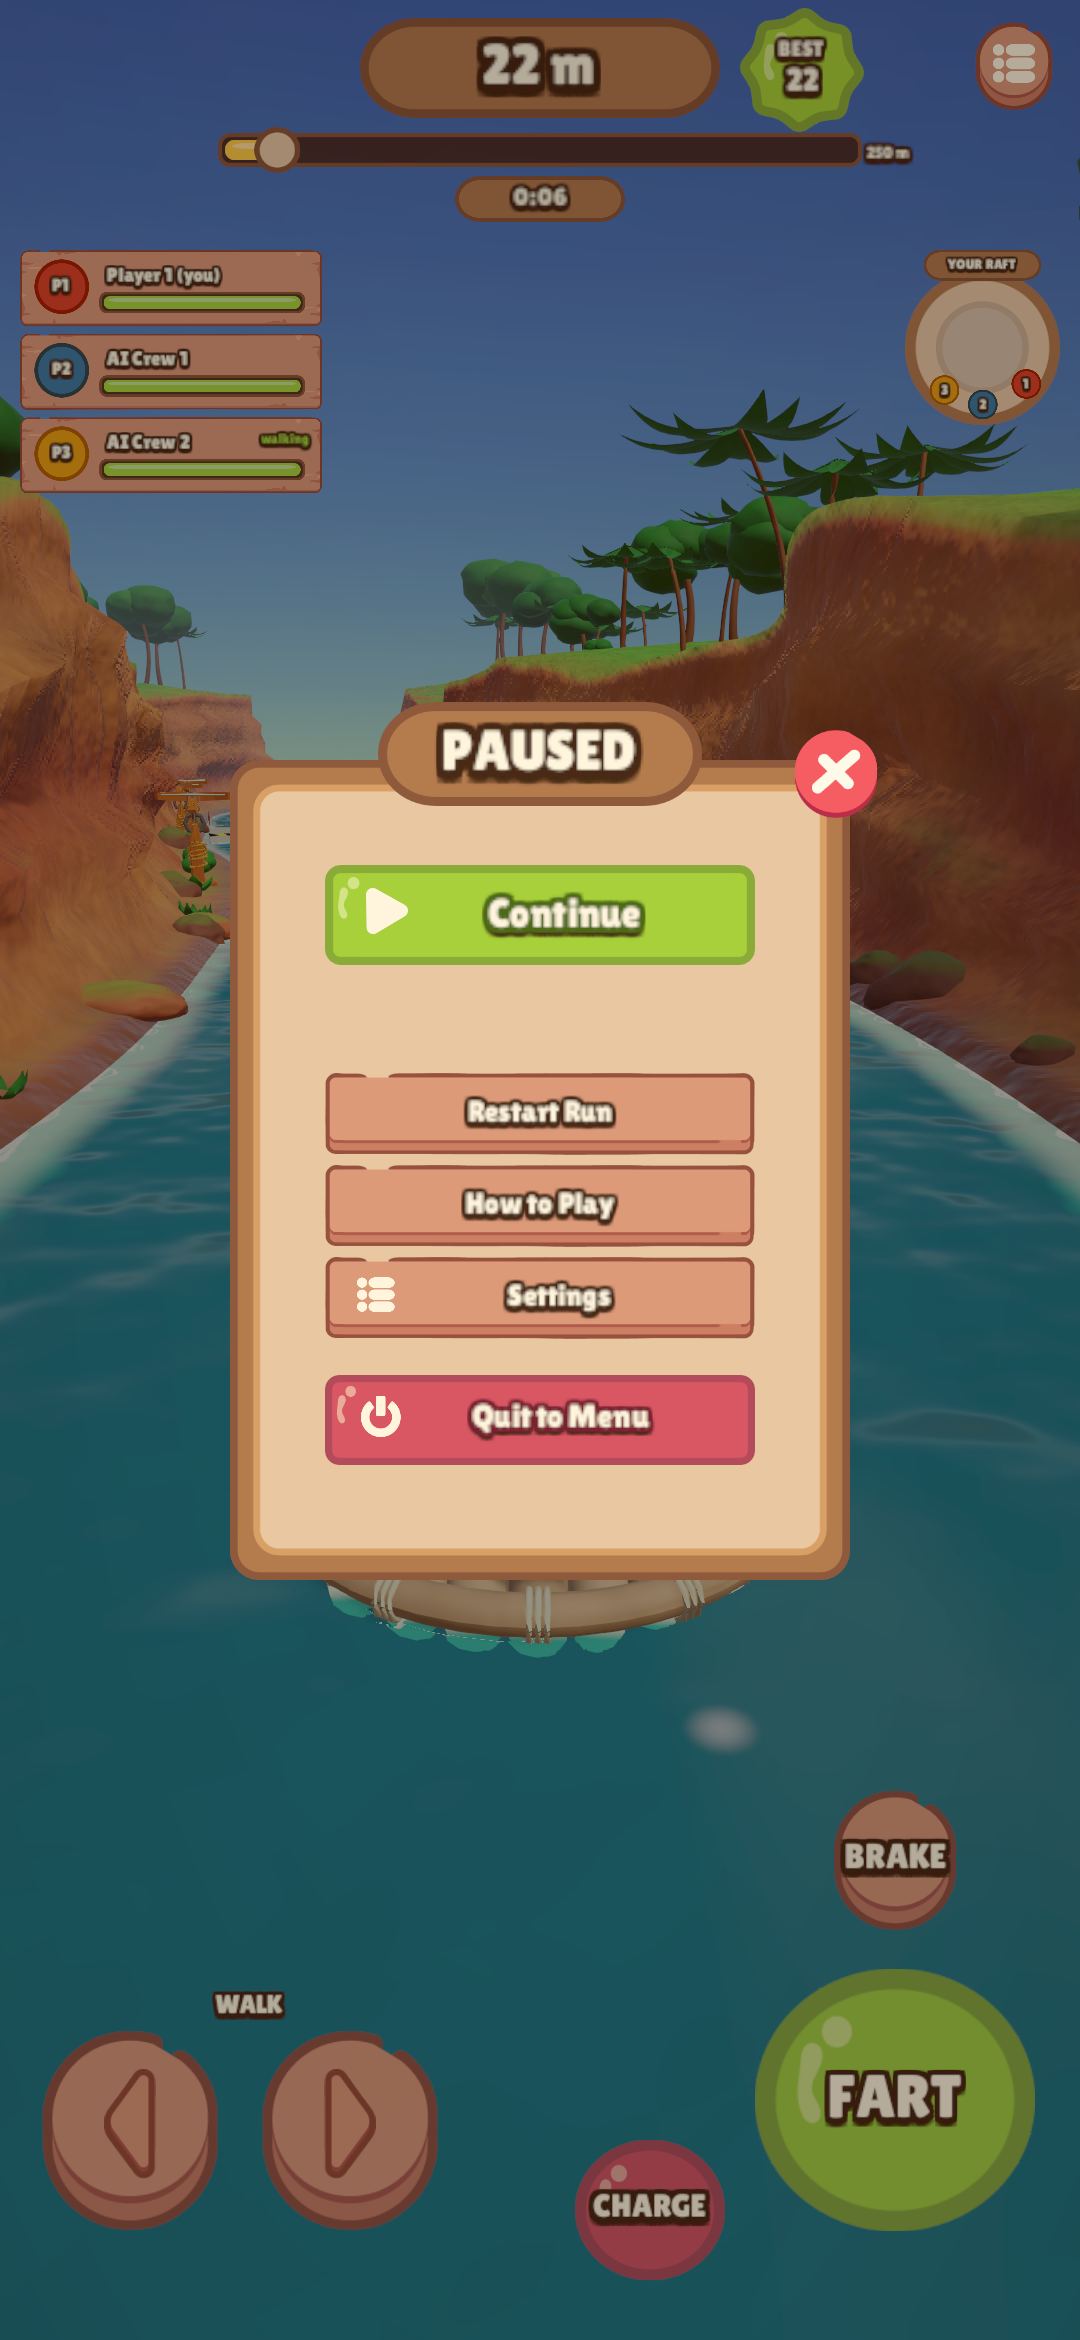 22 m
BEST
22
250 m
0:06
P1
Player 1 (you)
P2
AI Crew 1
P3
AI Crew 2
walking
YOUR RAFT
3
2
1
PAUSED
Continue
Restart Run
How to Play
Settings
Quit to Menu
BRAKE
WALK
FART
CHARGE